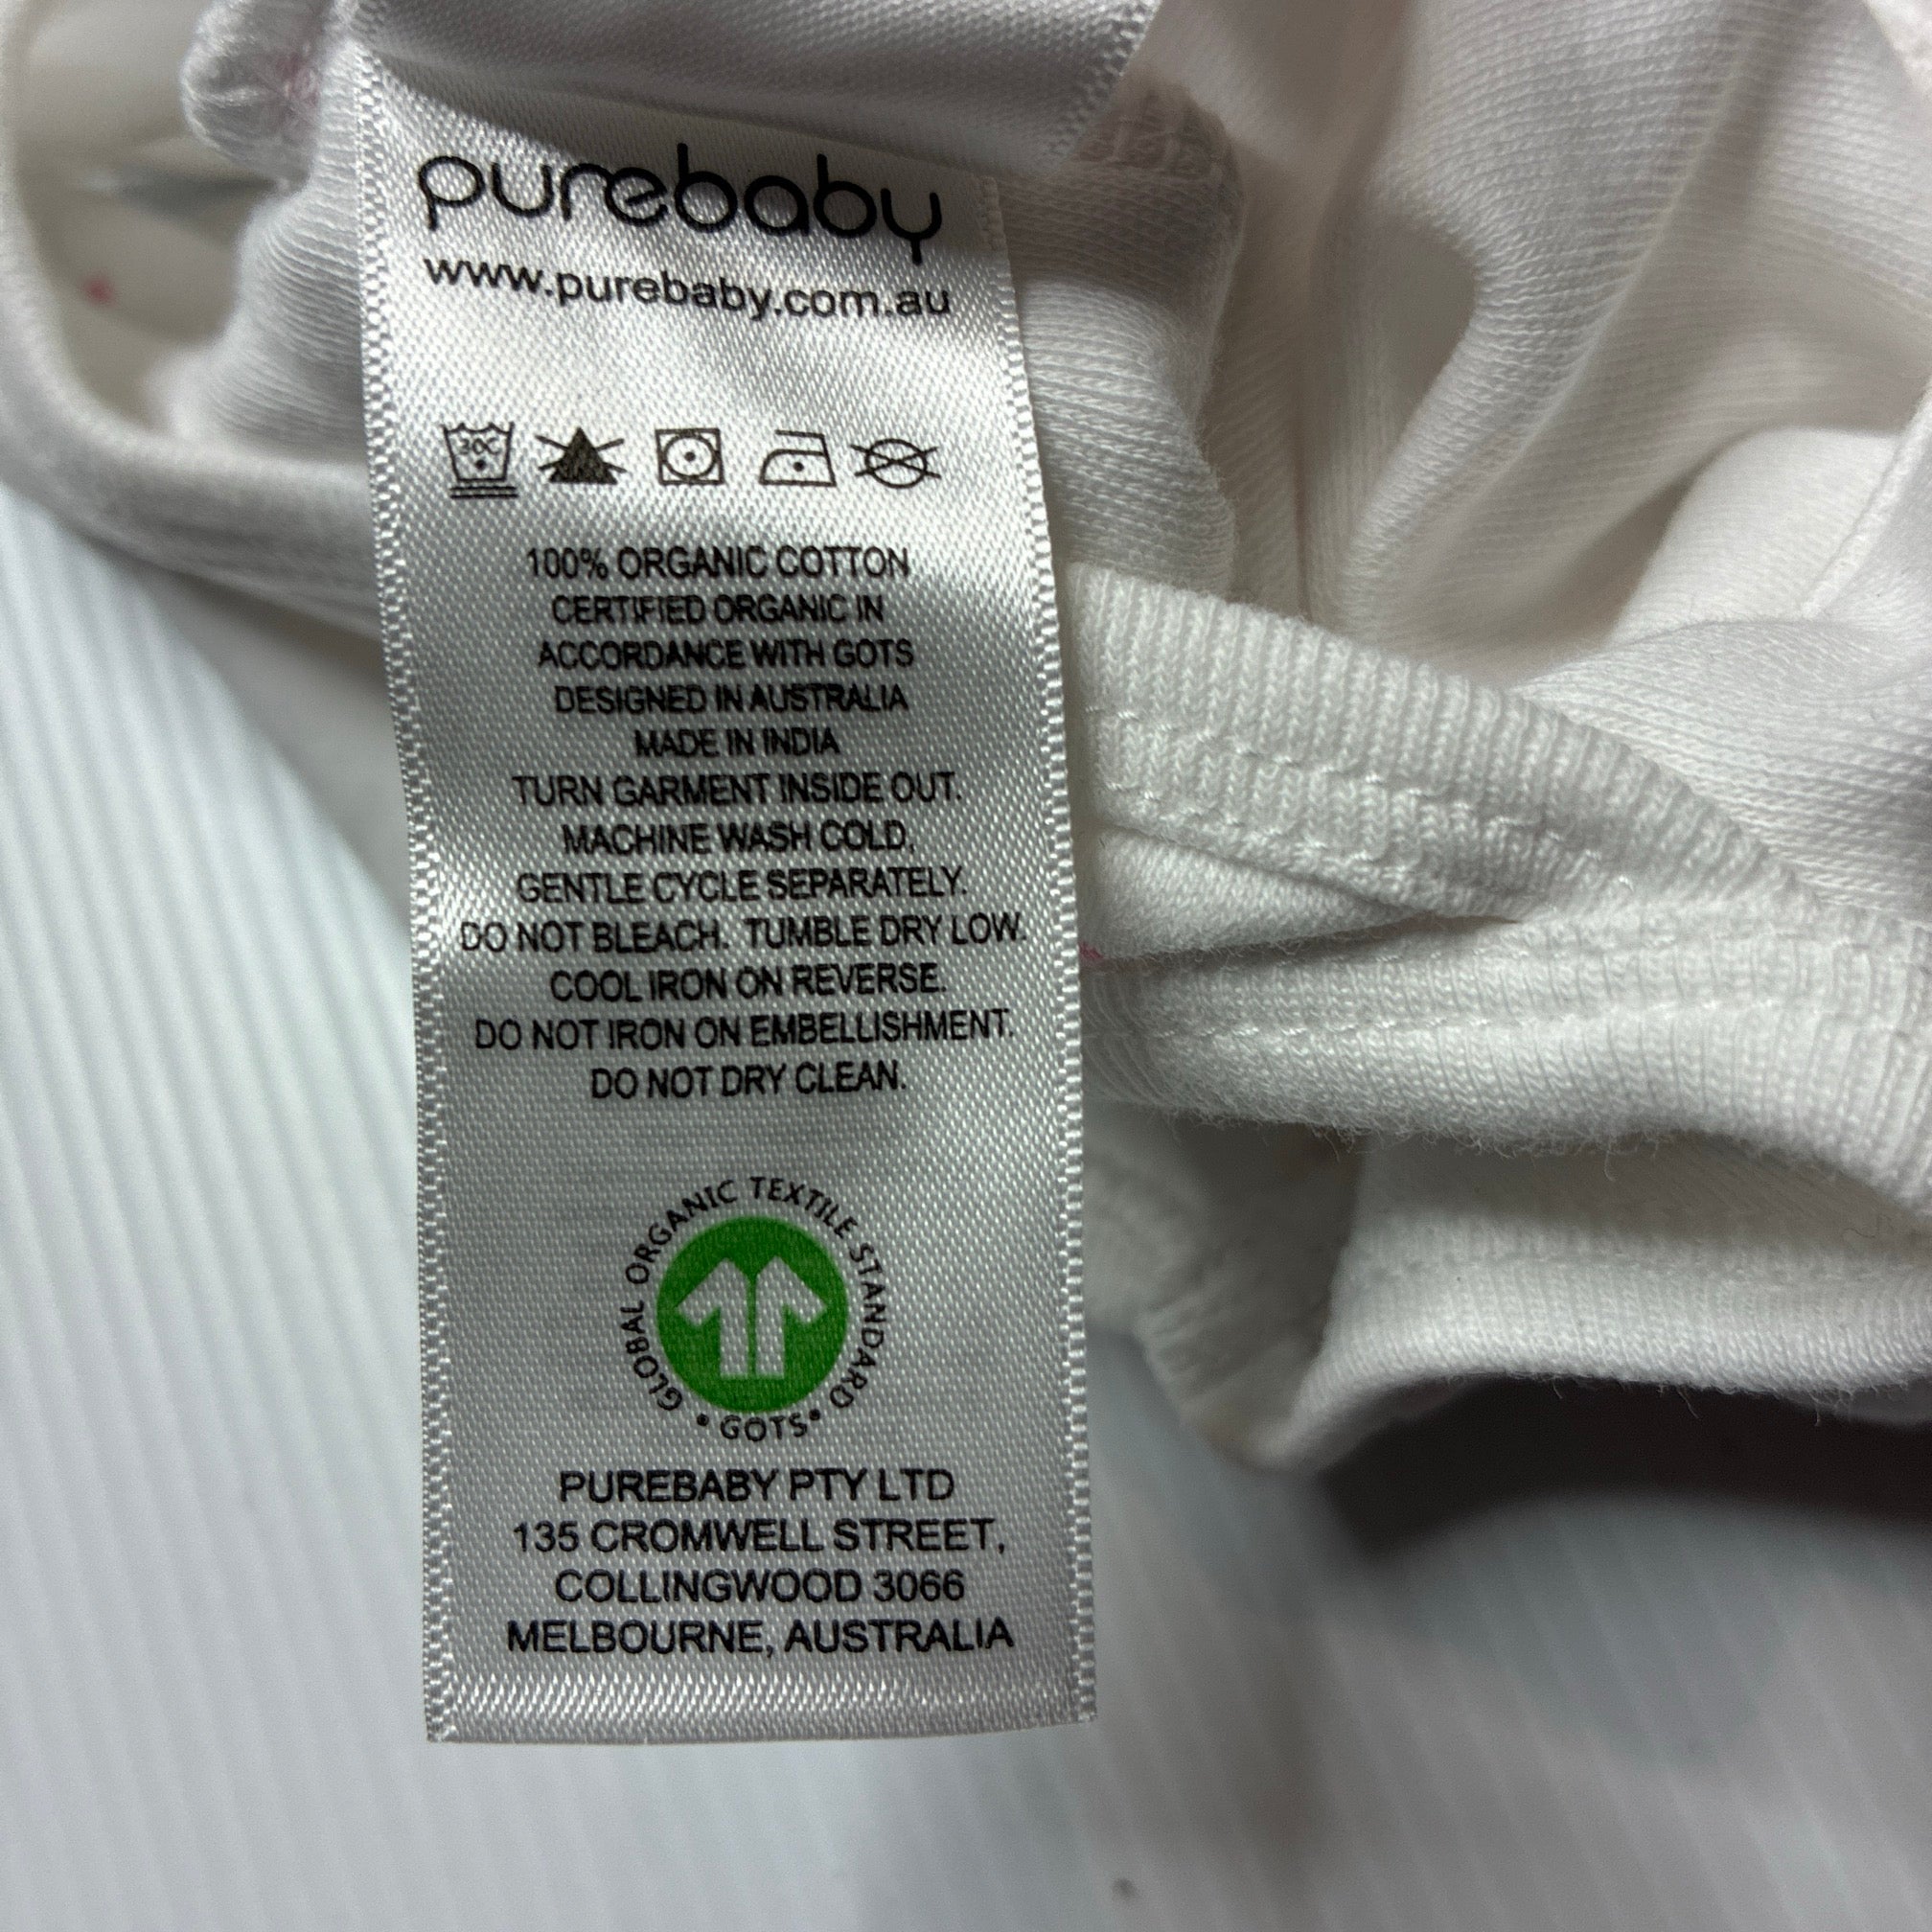 purebaby
www.purebaby.com.au
30C
100% ORGANIC COTTON
CERTIFIED ORGANIC IN
ACCORDANCE WITH GOTS
DESIGNED IN AUSTRALIA
MADE IN INDIA
TURN GARMENT INSIDE OUT.
MACHINE WASH COLD,
GENTLE CYCLE SEPARATELY.
DO NOT BLEACH. TUMBLE DRY LOW.
COOL IRON ON REVERSE.
DO NOT IRON ON EMBELLISHMENT.
DO NOT DRY CLEAN.
GLOBAL ORGANIC TEXTILE STANDARD
• GOTS •
PUREBABY PTY LTD
135 CROMWELL STREET,
COLLINGWOOD 3066
MELBOURNE, AUSTRALIA